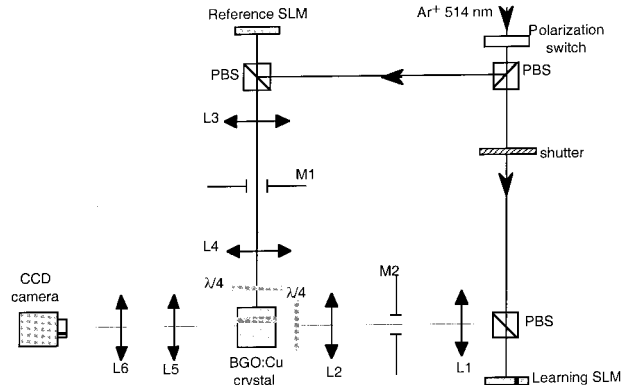 Reference SLM
Ar+ 514 nm
Polarization
switch
PBS
PBS
L3
shutter
M1
L4
λ/4
λ/4
M2
CCD
camera
PBS
L6
L5
BGO:Cu
crystal
L2
L1
Learning SLM